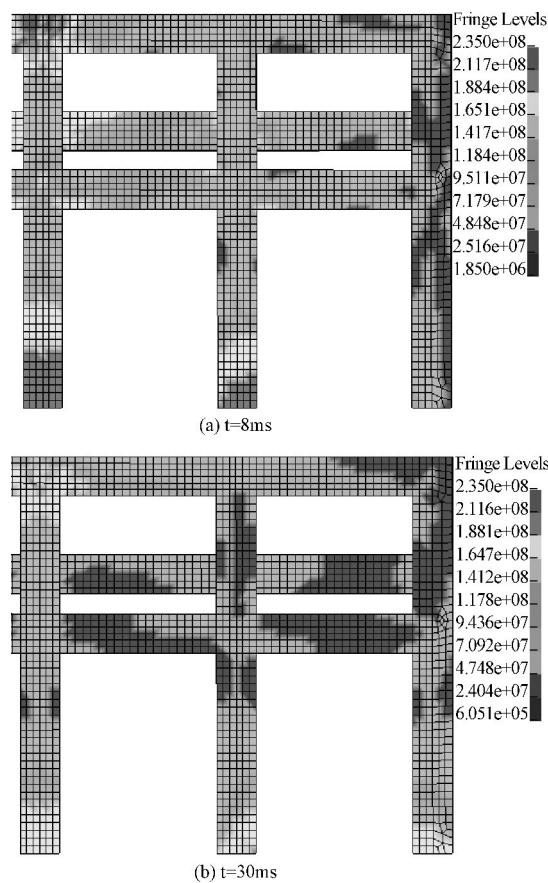 Fringe Levels
2.350e+08
2.117e+08
1.884e+08
1.651e+08
1.417e+08
1.184e+08
9.511e+07
7.179e+07
4.848e+07
2.516e+07
1.850e+06
(a) t=8ms
Fringe Levels
2.350e+08
2.116e+08
1.881e+08
1.647e+08
1.412e+08
1.178e+08
9.436e+07
7.092e+07
4.748e+07
2.404e+07
6.051e+05
(b) t=30ms